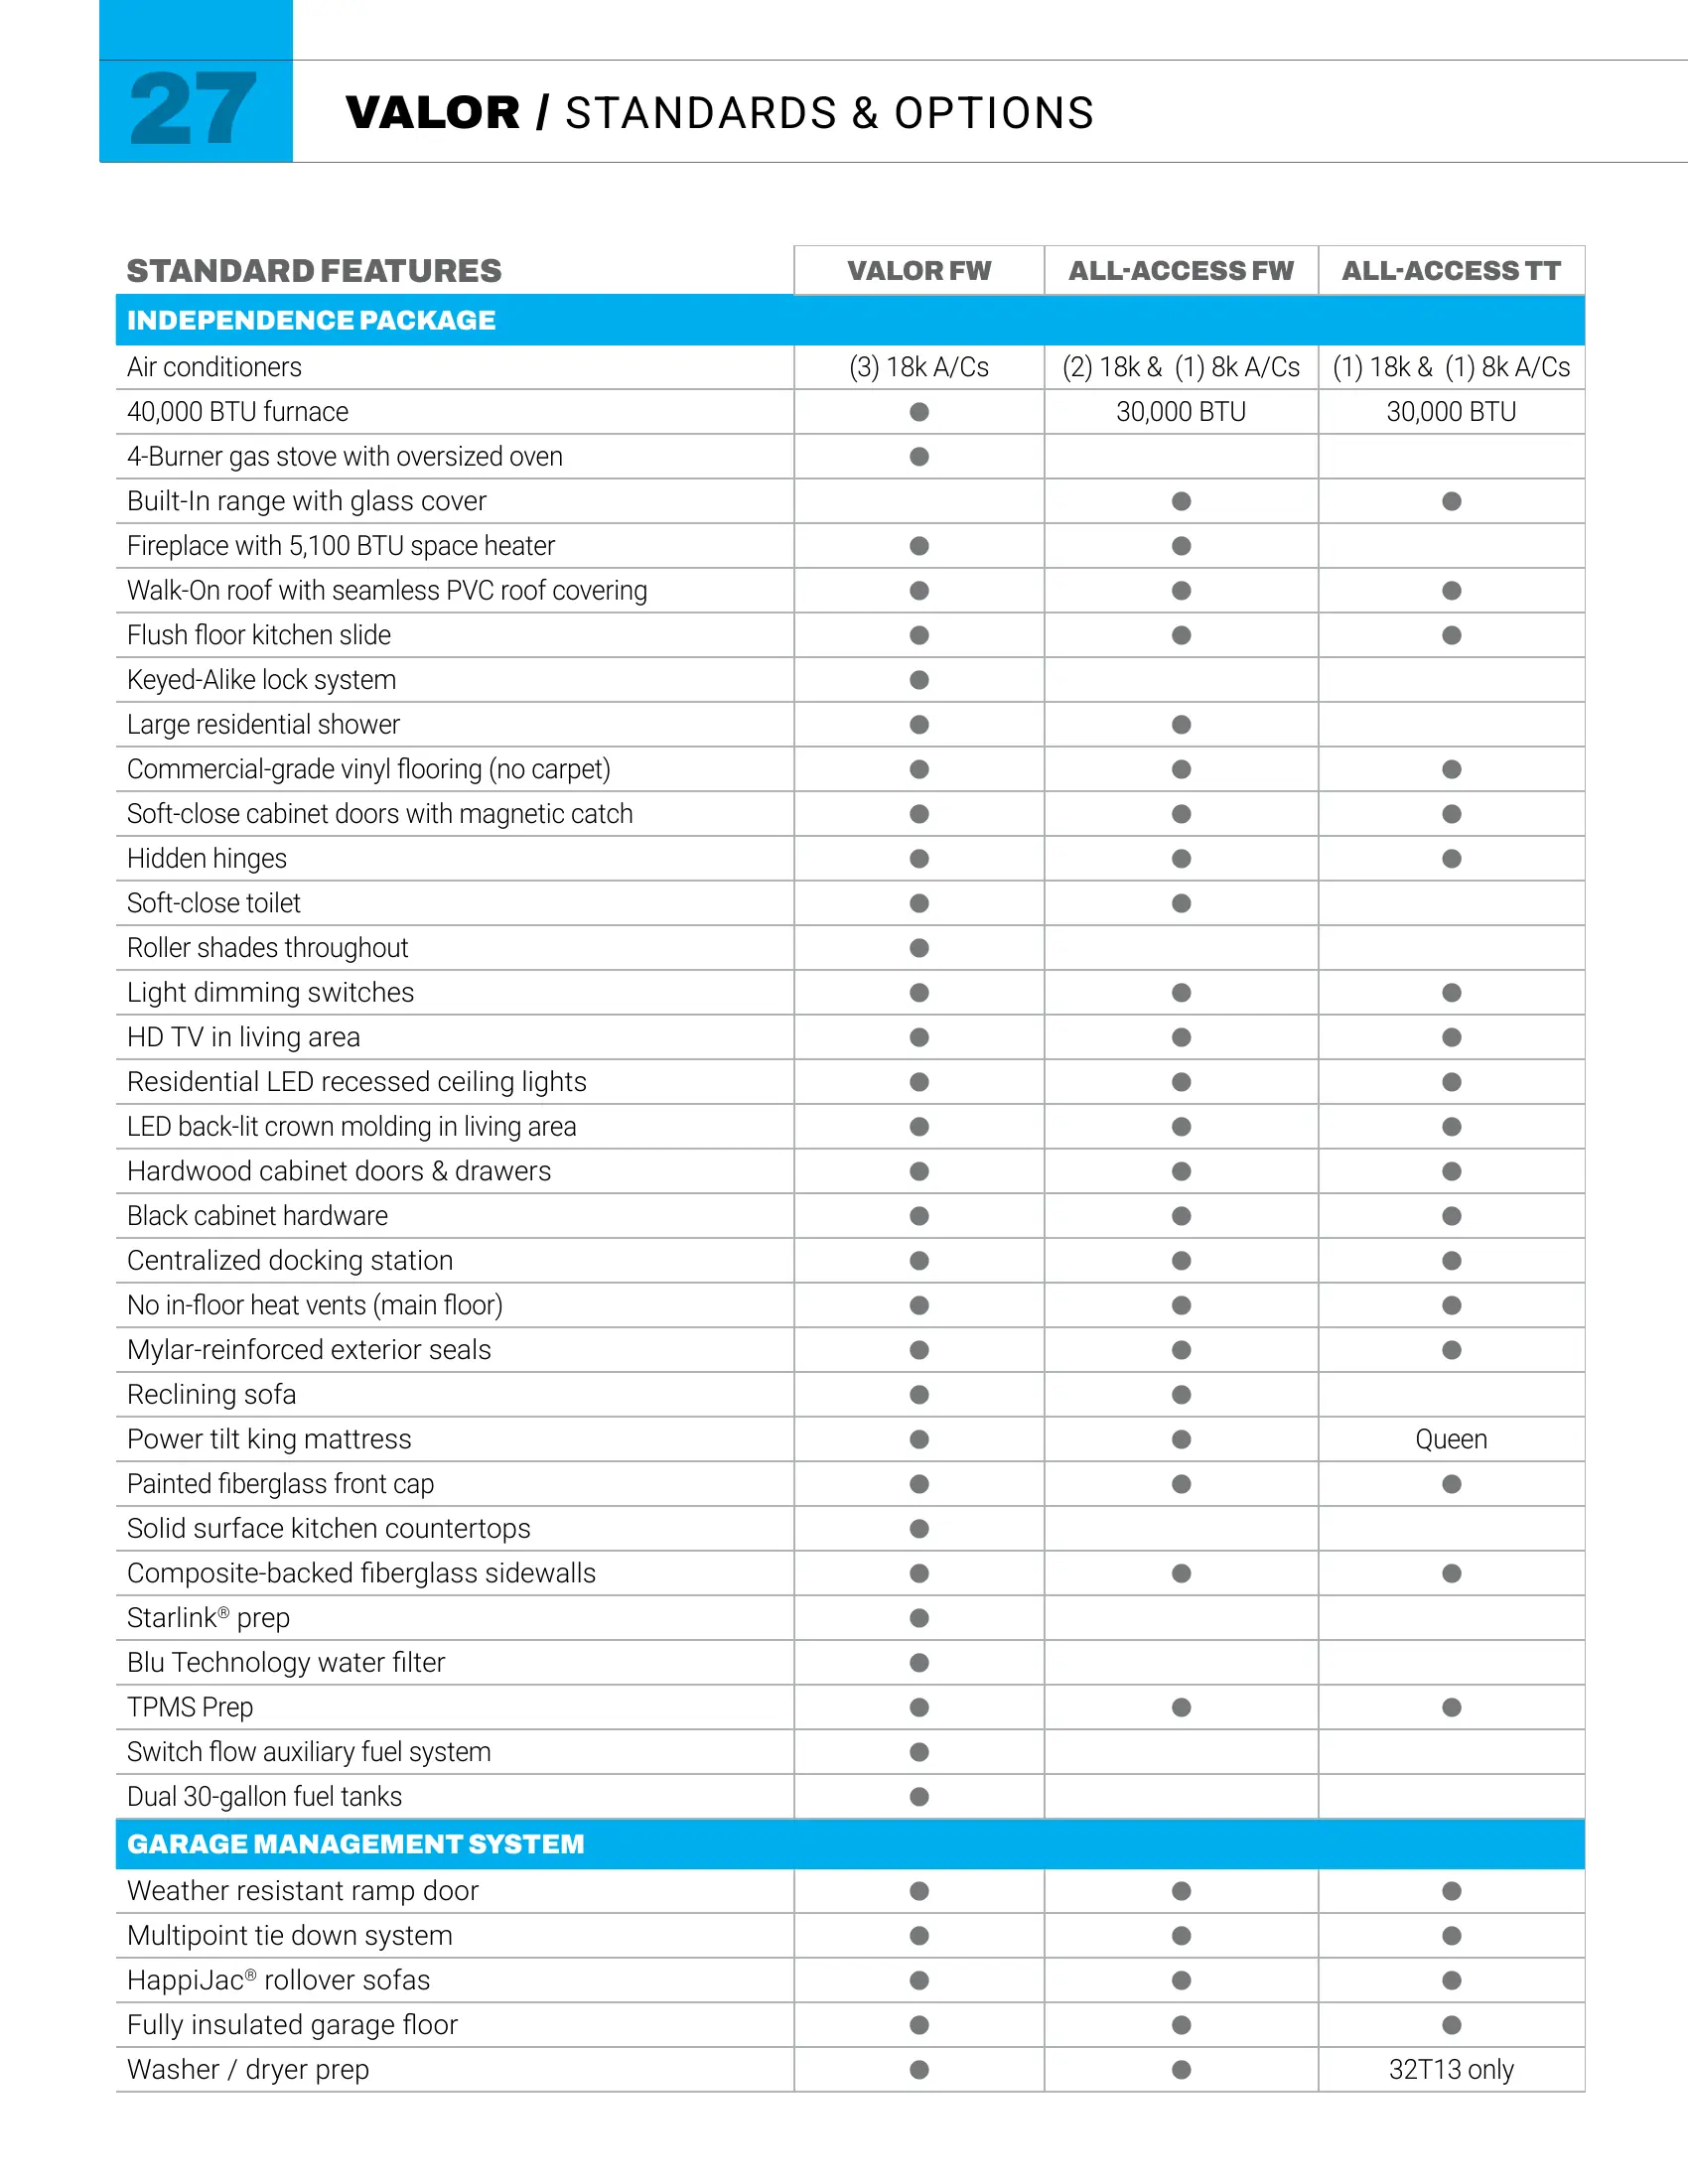 27
VALOR / STANDARDS & OPTIONS
STANDARD FEATURES VALOR FW ALL-ACCESS FW ALL-ACCESS TT
INDEPENDENCE PACKAGE
Air conditioners (3) 18k A/Cs (2) 18k & (1) 8k A/Cs (1) 18k & (1) 8k A/Cs
40,000 BTU furnace ● 30,000 BTU 30,000 BTU
4-Burner gas stove with oversized oven ●
Built-In range with glass cover ● ●
Fireplace with 5,100 BTU space heater ● ●
Walk-On roof with seamless PVC roof covering ● ● ●
Flush floor kitchen slide ● ● ●
Keyed-Alike lock system ●
Large residential shower ● ●
Commercial-grade vinyl flooring (no carpet) ● ● ●
Soft-close cabinet doors with magnetic catch ● ● ●
Hidden hinges ● ● ●
Soft-close toilet ● ●
Roller shades throughout ●
Light dimming switches ● ● ●
HD TV in living area ● ● ●
Residential LED recessed ceiling lights ● ● ●
LED back-lit crown molding in living area ● ● ●
Hardwood cabinet doors & drawers ● ● ●
Black cabinet hardware ● ● ●
Centralized docking station ● ● ●
No in-floor heat vents (main floor) ● ● ●
Mylar-reinforced exterior seals ● ● ●
Reclining sofa ● ●
Power tilt king mattress ● ● Queen
Painted fiberglass front cap ● ● ●
Solid surface kitchen countertops ●
Composite-backed fiberglass sidewalls ● ● ●
Starlink® prep ●
Blu Technology water filter ●
TPMS Prep ● ● ●
Switch flow auxiliary fuel system ●
Dual 30-gallon fuel tanks ●
GARAGE MANAGEMENT SYSTEM
Weather resistant ramp door ● ● ●
Multipoint tie down system ● ● ●
HappiJac® rollover sofas ● ● ●
Fully insulated garage floor ● ● ●
Washer / dryer prep ● ● 32T13 only